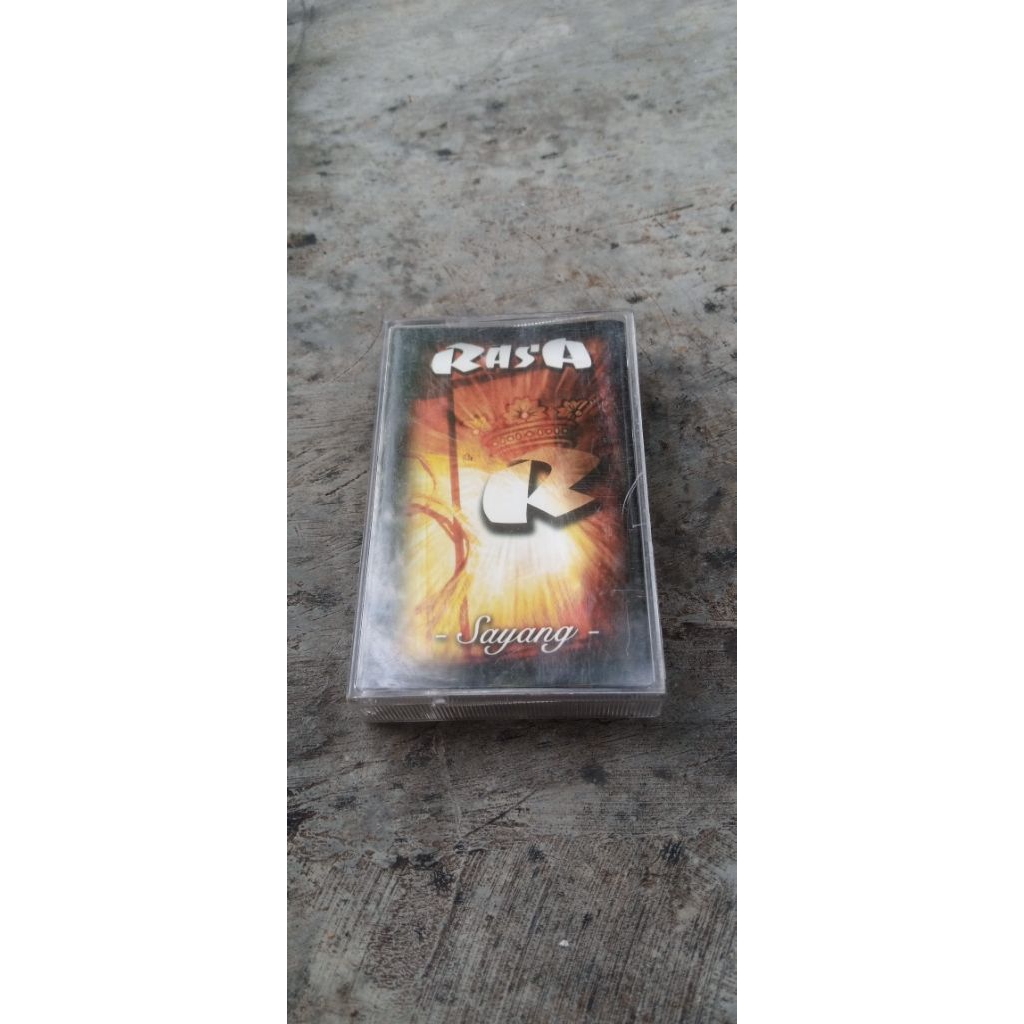 RASA
R
- Sayang -